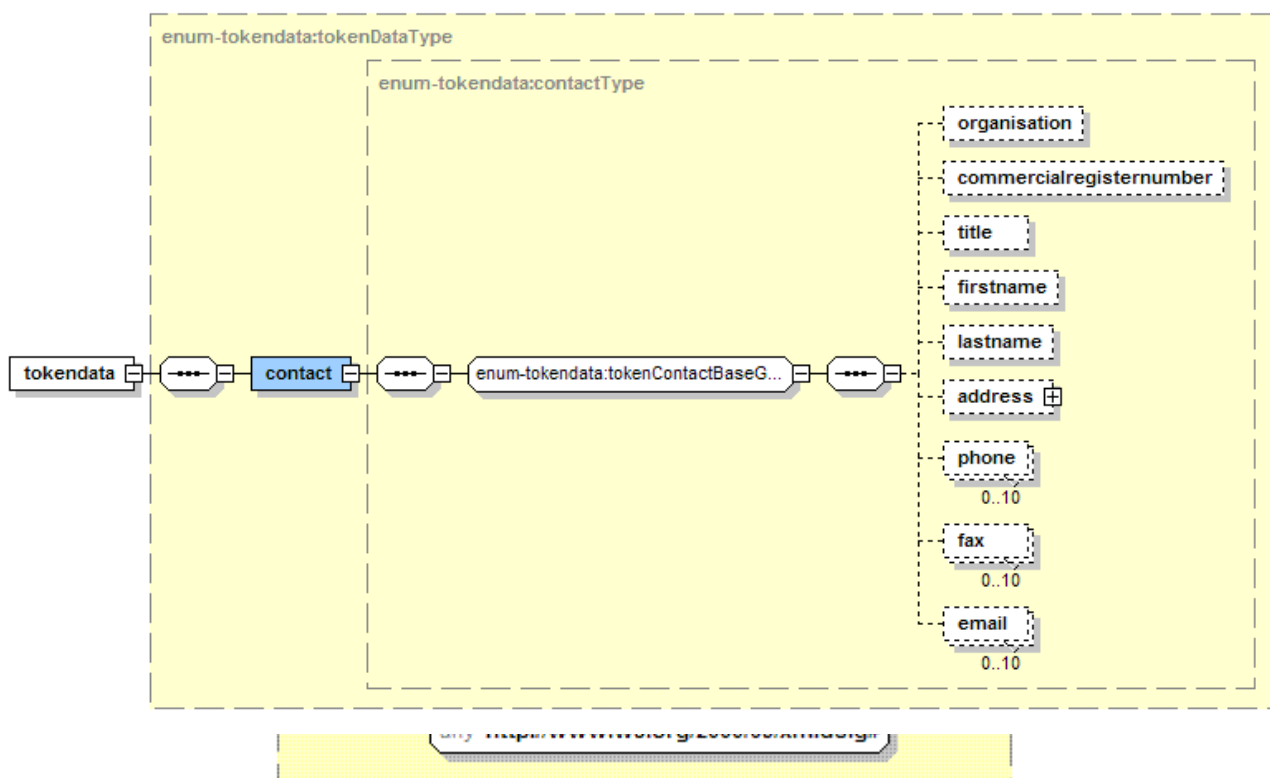 enum-tokendata:tokenDataType
enum-tokendata:contactType
organisation
commercialregisternumber
title
firstname
lastname
tokendata
contact
enum-tokendata:tokenContactBaseG...
address
phone
0..10
fax
0..10
email
0..10